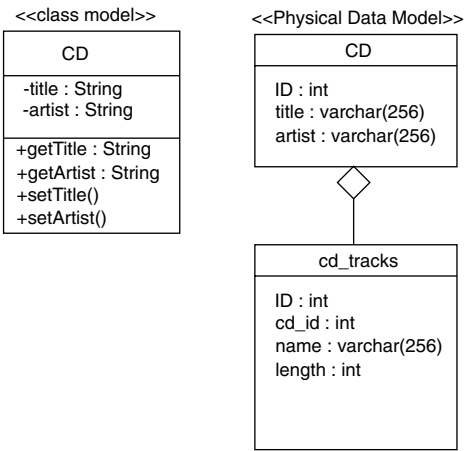 <<class model>>
CD
-title : String
-artist : String
+getTitle : String
+getArtist : String
+setTitle()
+setArtist()
<<Physical Data Model>>
CD
ID : int
title : varchar(256)
artist : varchar(256)
cd_tracks
ID : int
cd_id : int
name : varchar(256)
length : int